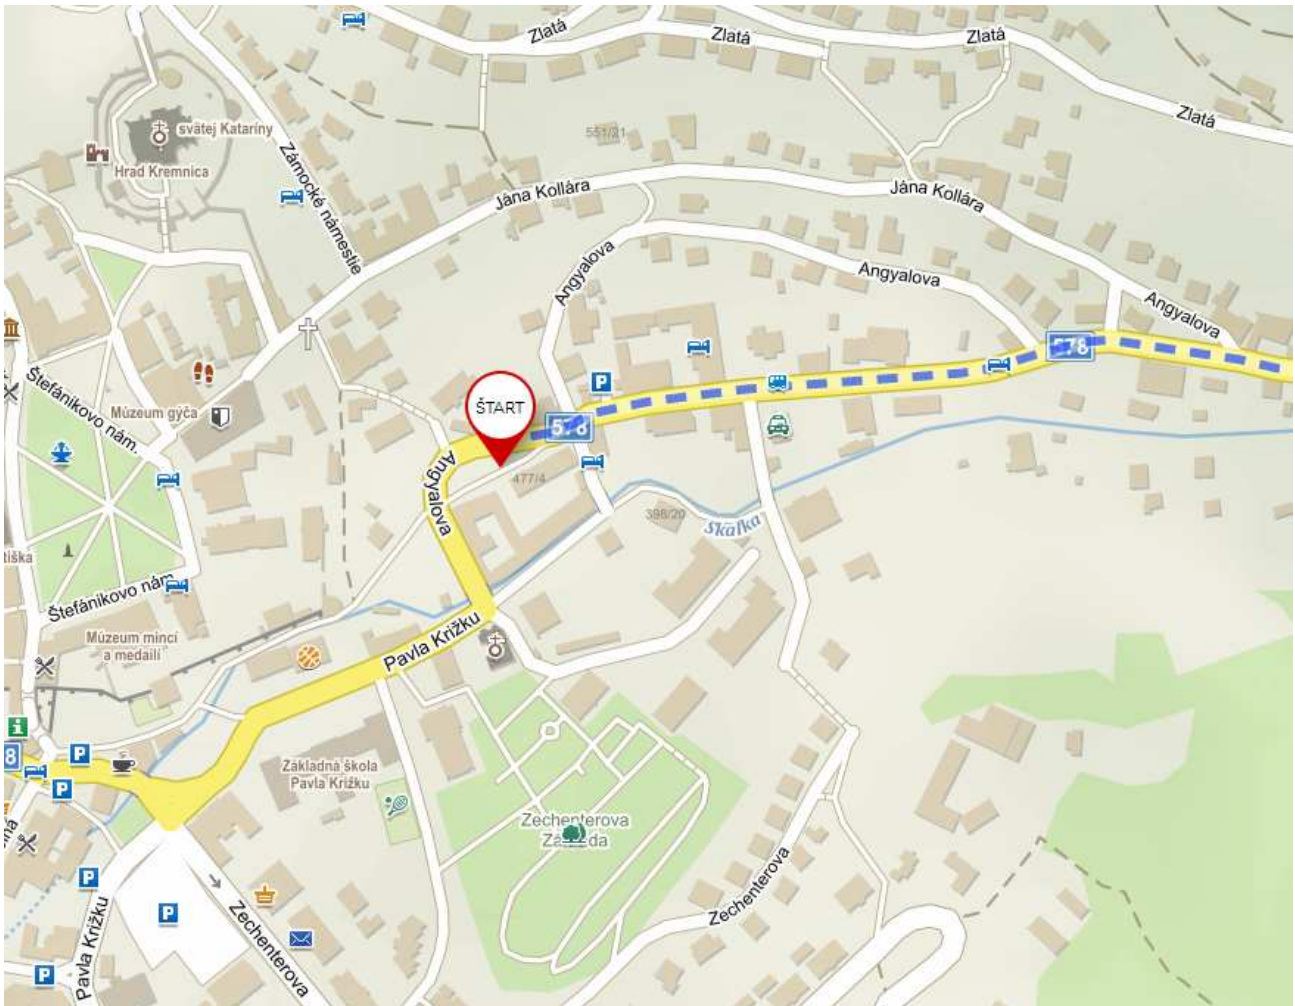 Zlatá
Zlatá
Zlatá
Zlatá
svätej Kataríny
Hrad Kremnica
Zámocké námestie
551/21
Jána Kollára
Jána Kollára
Angyalova
Angyalova
Angyalova
578
P
ŠTART
578
Štefánikovo nám.
Múzeum gýča
Angyalova
477/4
398/20
Skalka
Štefánikovo nám.
Múzeum mincí
a medailí
Pavla Križku
i
8
P
P
Základná škola
Pavla Križku
Zechenterova
P
P
Pavla Križku
Zechenterova
Zechenterova
P